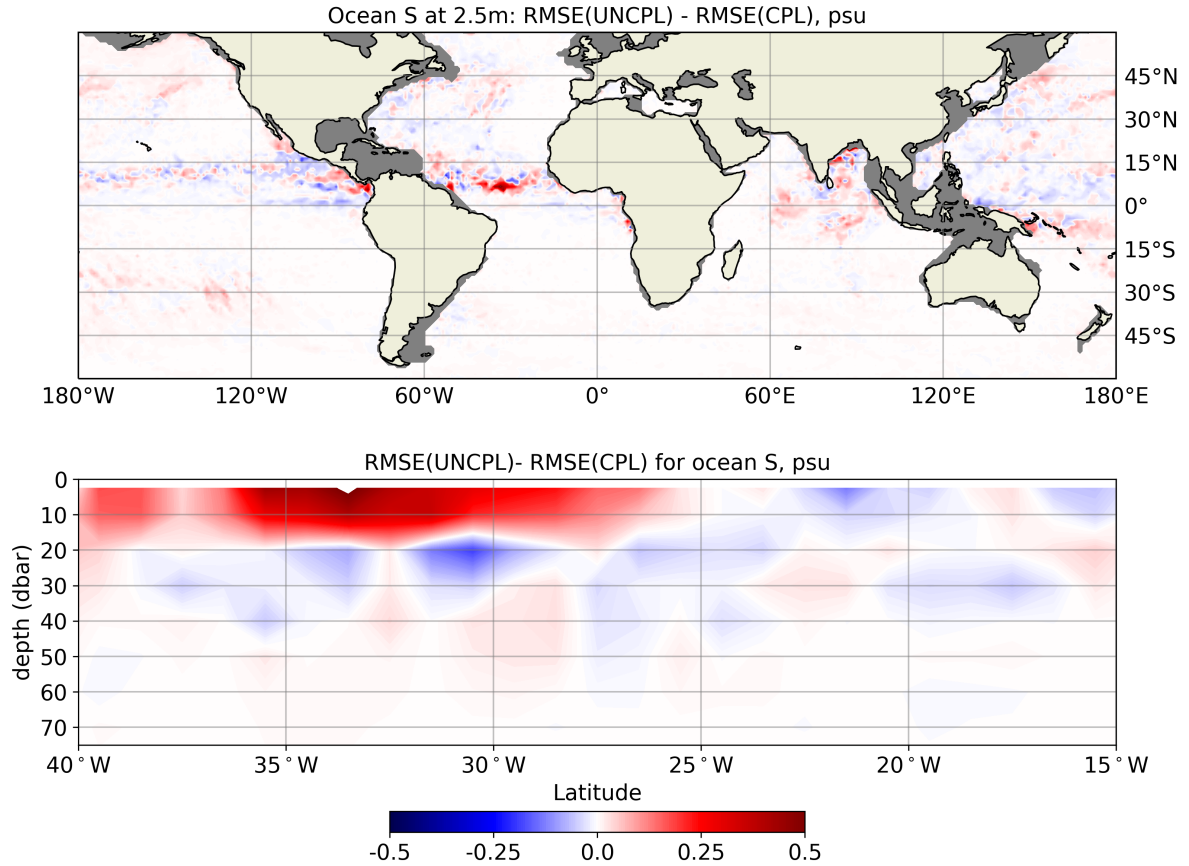 Ocean S at 2.5m: RMSE(UNCPL) - RMSE(CPL), psu
45°N
30°N
15°N
0°
15°S
30°S
45°S
180°W 120°W 60°W 0° 60°E 120°E 180°E
RMSE(UNCPL)- RMSE(CPL) for ocean S, psu
0
10
20
30
40
50
60
70
depth (dbar)
40°W 35°W 30°W 25°W 20°W 15°W
Latitude
-0.5 -0.25 0.0 0.25 0.5